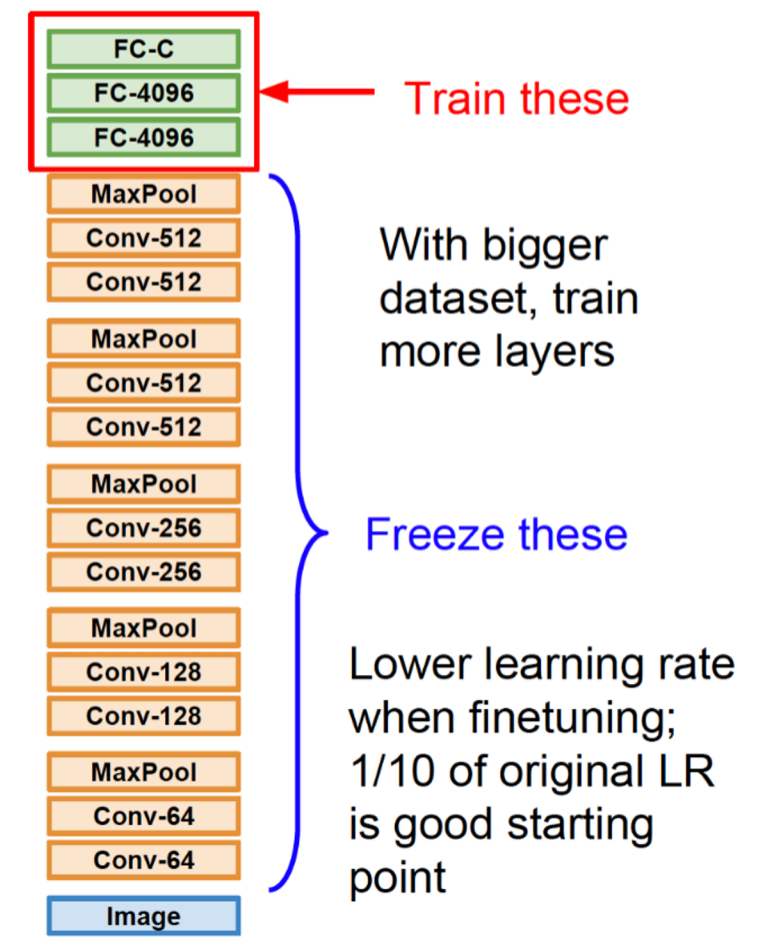 FC-C
FC-4096
FC-4096
Train these
MaxPool
Conv-512
Conv-512
MaxPool
Conv-512
Conv-512
MaxPool
Conv-256
Conv-256
MaxPool
Conv-128
Conv-128
MaxPool
Conv-64
Conv-64
Image
With bigger
dataset, train
more layers
Freeze these
Lower learning rate
when finetuning;
1/10 of original LR
is good starting
point